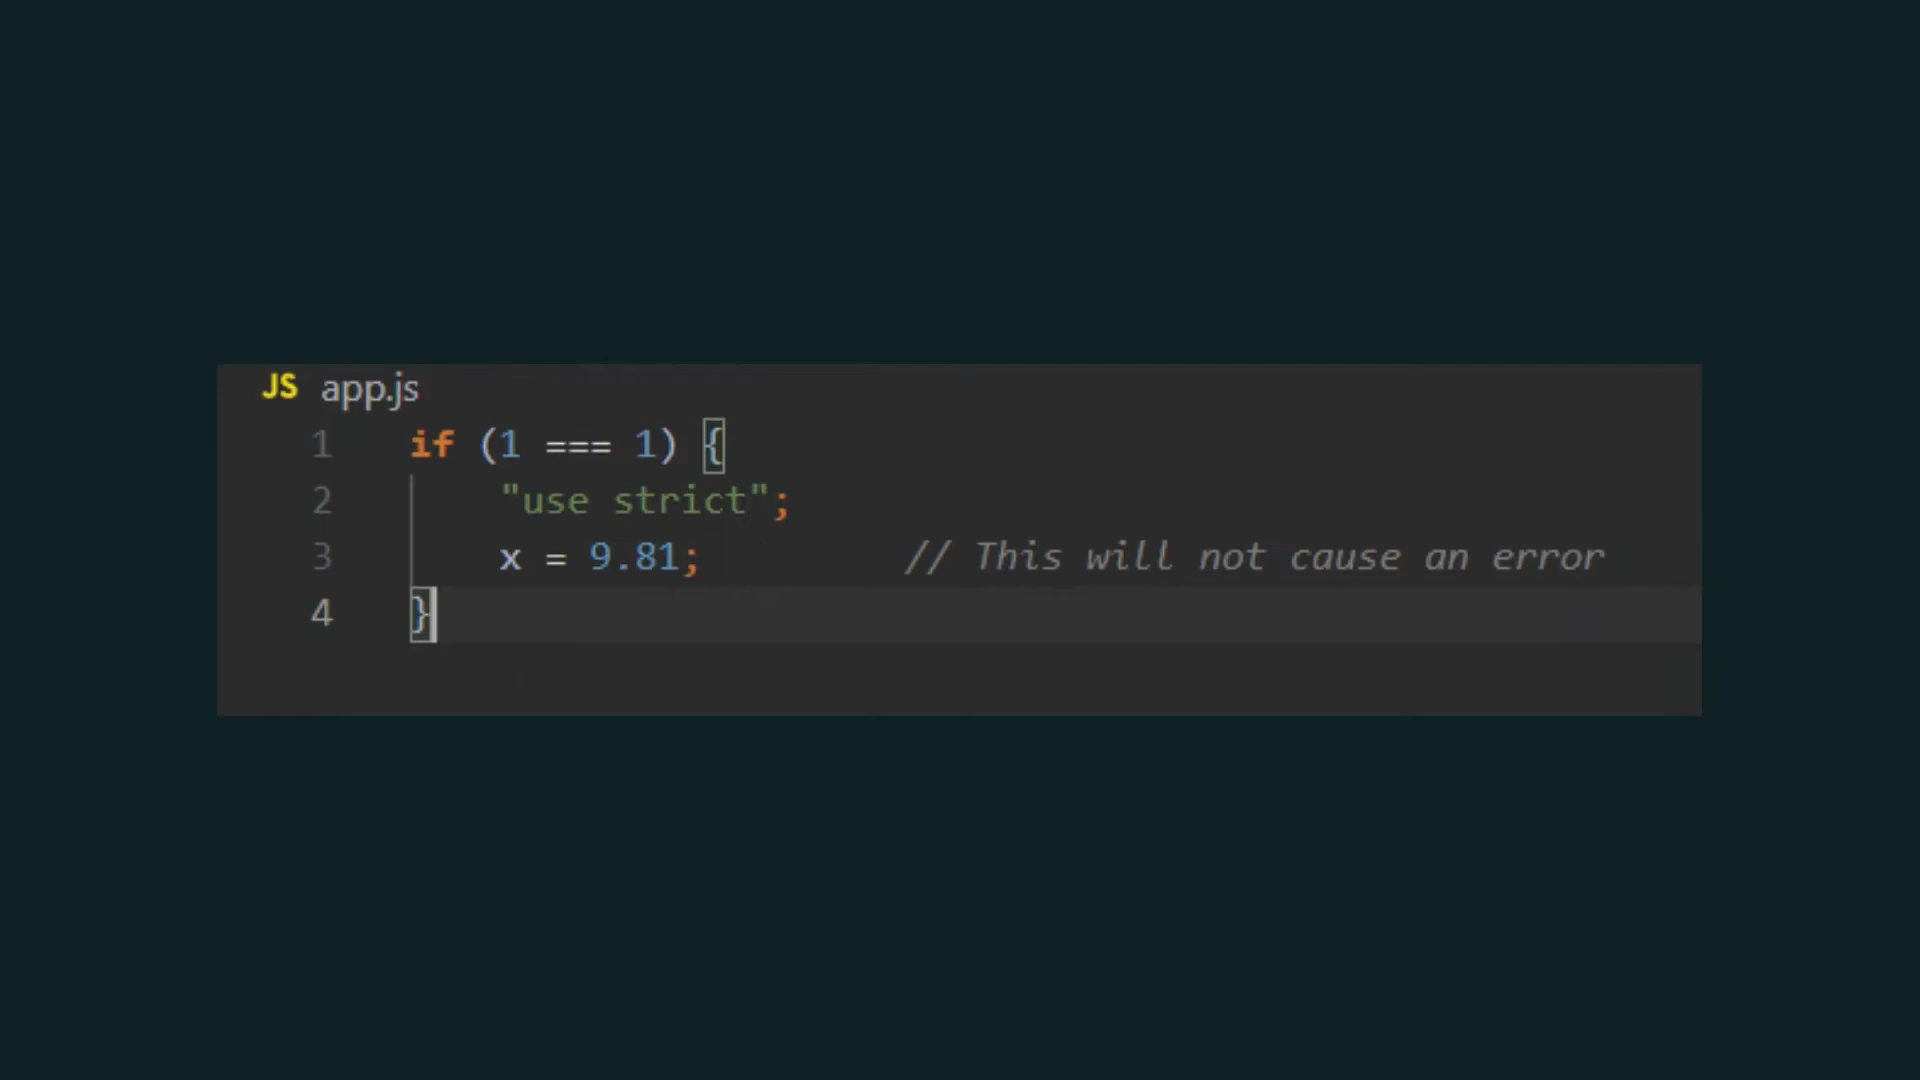 JS app.js
1 if (1 === 1) {
2 "use strict";
3 x = 9.81; // This will not cause an error
4 }